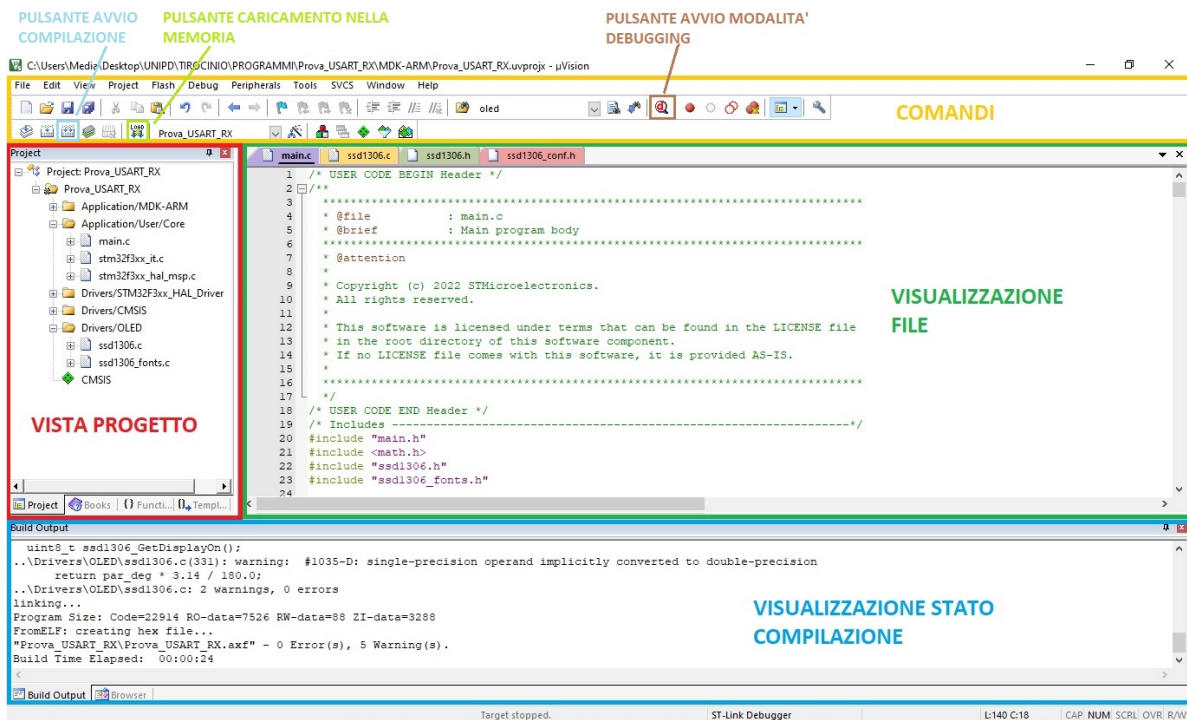 PULSANTE AVVIO
COMPILAZIONE
PULSANTE CARICAMENTO NELLA
MEMORIA
PULSANTE AVVIO MODALITA'
DEBUGGING
C:\Users\Media\Desktop\UNIPD\TIROCINIO\PROGRAMMI\Prova_USART_RX\MDK-ARM\Prova_USART_RX.uvprojx - µVision
File Edit View Project Flash Debug Peripherals Tools SVCS Window Help
oled
COMANDI
LOAD
Prova_USART_RX
Project
Project: Prova_USART_RX
Prova_USART_RX
Application/MDK-ARM
Application/User/Core
main.c
stm32f3xx_it.c
stm32f3xx_hal_msp.c
Drivers/STM32F3xx_HAL_Driver
Drivers/CMSIS
Drivers/OLED
ssd1306.c
ssd1306_fonts.c
CMSIS
VISTA PROGETTO
Project Books {} Functi... Templ...
main.c ssd1306.c ssd1306.h ssd1306_conf.h
1 /* USER CODE BEGIN Header */
2 /**
3 ******************************************************************************
4 * @file : main.c
5 * @brief : Main program body
6 ******************************************************************************
7 * @attention
8 *
9 * Copyright (c) 2022 STMicroelectronics.
10 * All rights reserved.
11 *
12 * This software is licensed under terms that can be found in the LICENSE file
13 * in the root directory of this software component.
14 * If no LICENSE file comes with this software, it is provided AS-IS.
15 *
16 ******************************************************************************
17 */
18 /* USER CODE END Header */
19 /* Includes ------------------------------------------------------------------*/
20 #include "main.h"
21 #include <math.h>
22 #include "ssd1306.h"
23 #include "ssd1306_fonts.h"
24
VISUALIZZAZIONE
FILE
Build Output
uint8_t ssd1306_GetDisplayOn();
..\Drivers\OLED\ssd1306.c(331): warning: #1035-D: single-precision operand implicitly converted to double-precision
return par_deg * 3.14 / 180.0;
..\Drivers\OLED\ssd1306.c: 2 warnings, 0 errors
linking...
Program Size: Code=22914 RO-data=7526 RW-data=88 ZI-data=3288
FromELF: creating hex file...
"Prova_USART_RX\Prova_USART_RX.axf" - 0 Error(s), 5 Warning(s).
Build Time Elapsed: 00:00:24
VISUALIZZAZIONE STATO
COMPILAZIONE
Build Output Browser
Target stopped. ST-Link Debugger L:140 C:18 CAP NUM SCRL OVR R/W